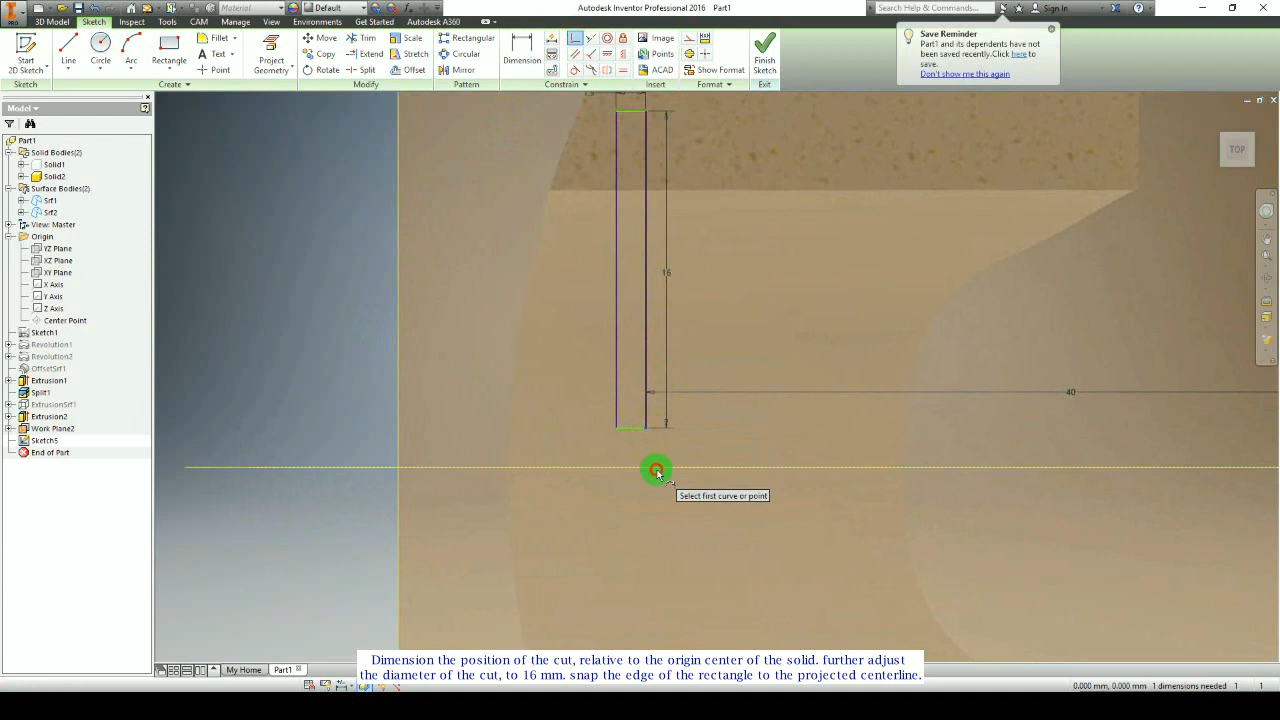 Autodesk Inventor Professional 2016 Part1
Material
Default
Search Help & Commands...
Sign In
PRO
3D Model
Sketch
Inspect
Tools
CAM
Manage
View
Environments
Get Started
Autodesk A360
Start
2D Sketch
Line
Circle
Arc
Rectangle
Fillet
Text
Point
Project
Geometry
Move
Copy
Rotate
Trim
Extend
Split
Scale
Stretch
Offset
Rectangular
Circular
Mirror
Dimension
Image
Points
ACAD
Show Format
Finish
Sketch
Sketch
Create
Modify
Pattern
Constrain
Insert
Format
Exit
Save Reminder
Part1 and its dependents have not
been saved recently.Click here to
save.
Don't show me this again
Model
Part1
Solid Bodies(2)
Solid1
Solid2
Surface Bodies(2)
Srf1
Srf2
View: Master
Origin
YZ Plane
XZ Plane
XY Plane
X Axis
Y Axis
Z Axis
Center Point
Sketch1
Revolution1
Revolution2
OffsetSrf1
Extrusion1
Split1
ExtrusionSrf1
Extrusion2
Work Plane2
Sketch5
End of Part
TOP
16
40
Select first curve or point
My Home
Part1
Dimension the position of the cut, relative to the origin center of the solid. further adjust
the diameter of the cut, to 16 mm. snap the edge of the rectangle to the projected centerline.
0.000 mm, 0.000 mm
1 dimensions needed
1
1